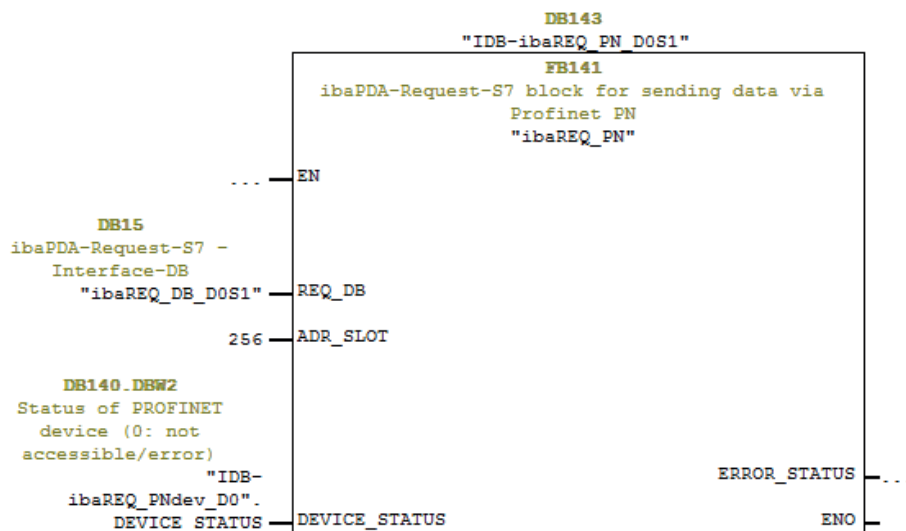 DB143
"IDB-ibaREQ_PN_D0S1"
FB141
ibaPDA-Request-S7 block for sending data via
Profinet PN
"ibaREQ_PN"
... EN
DB15
ibaPDA-Request-S7 -
Interface-DB
"ibaREQ_DB_D0S1" REQ_DB
256 ADR_SLOT
DB140.DBW2
Status of PROFINET
device (0: not
accessible/error)
"IDB-
ibaREQ_PNdev_D0".
DEVICE_STATUS DEVICE_STATUS
ERROR_STATUS ...
ENO